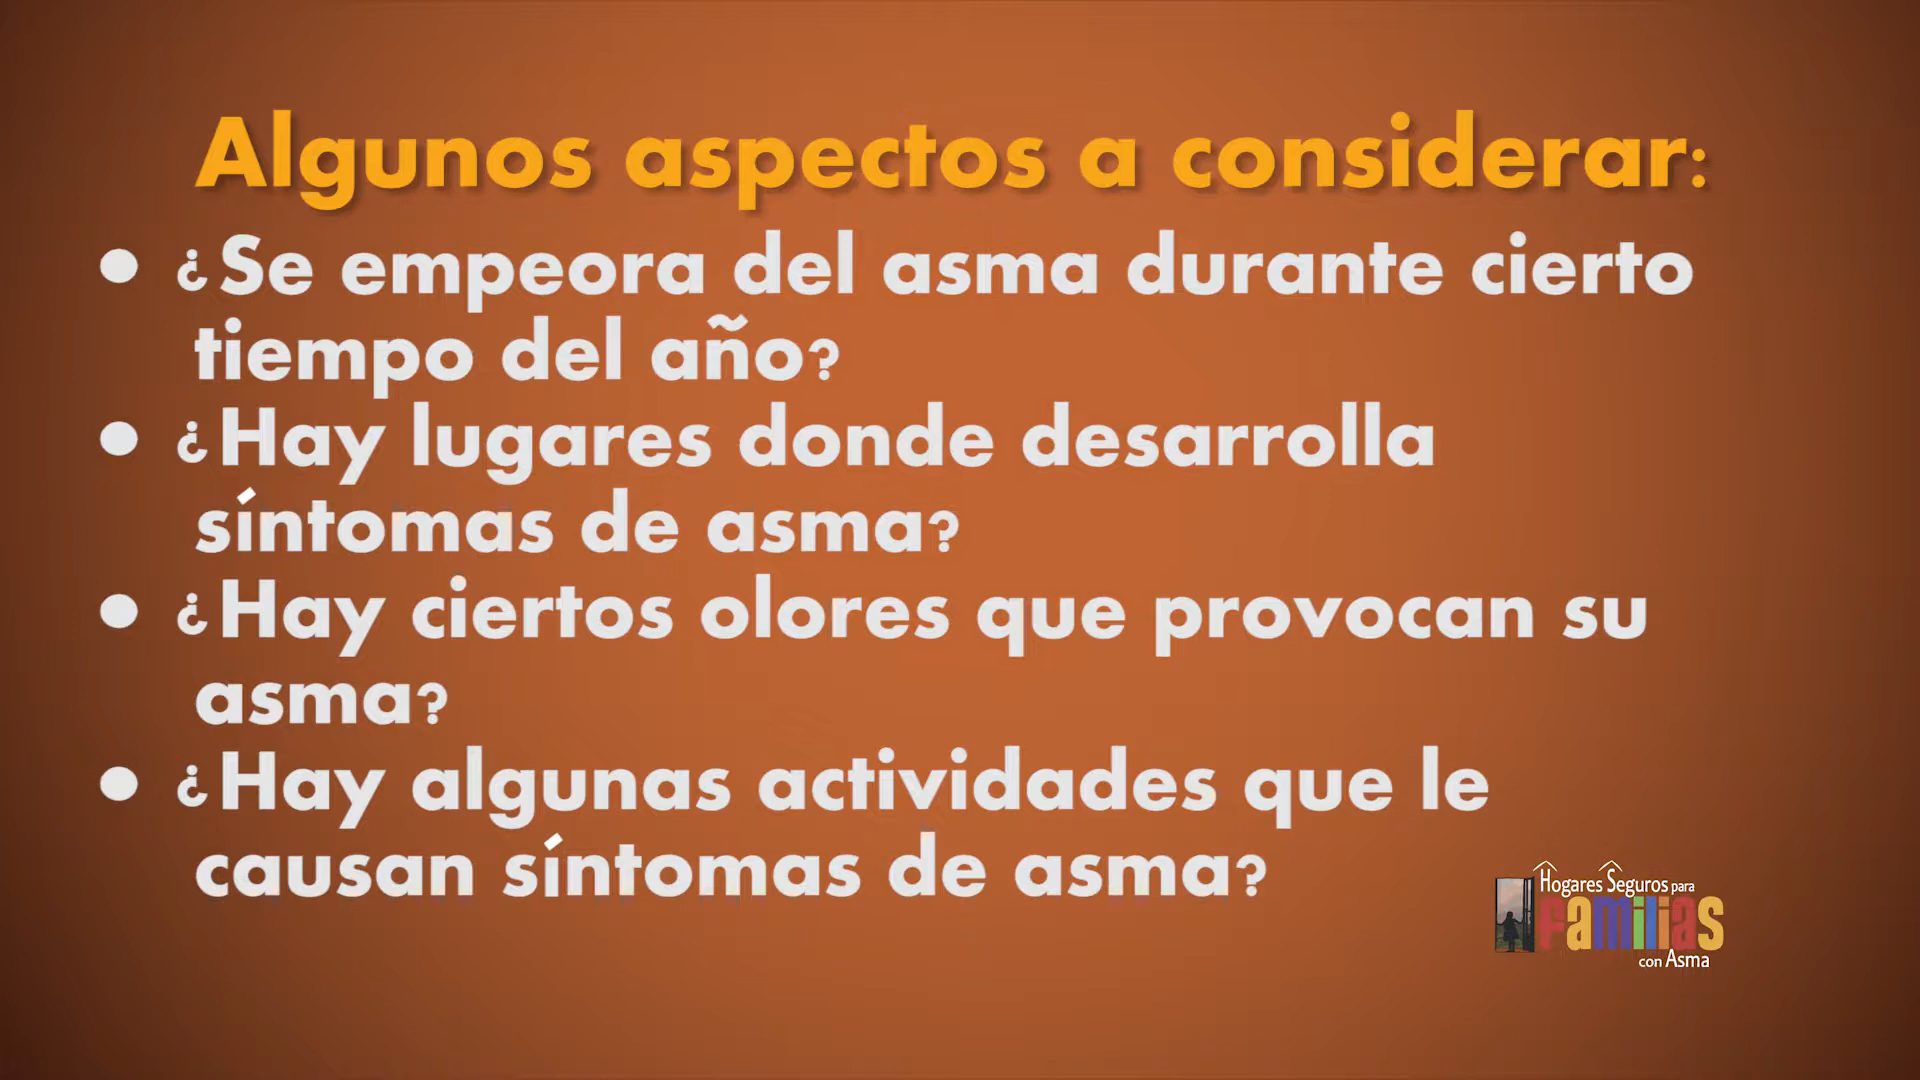 Algunos aspectos a considerar:
• ¿Se empeora del asma durante cierto
tiempo del año?
• ¿Hay lugares donde desarrolla
síntomas de asma?
• ¿Hay ciertos olores que provocan su
asma?
• ¿Hay algunas actividades que le
causan síntomas de asma?
Hogares Seguros para
Familias
con Asma